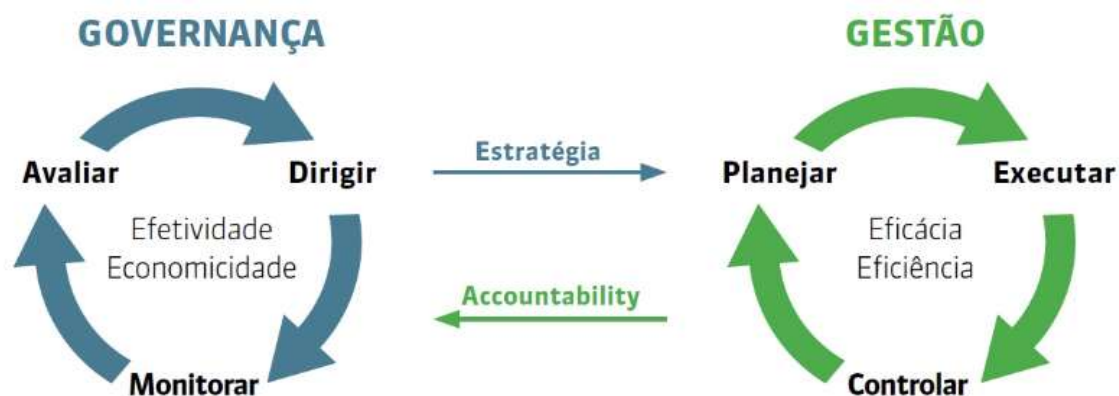 GOVERNANÇA
GESTÃO
Avaliar
Dirigir
Estratégia
Planejar
Executar
Efetividade
Economicidade
Eficácia
Eficiência
Accountability
Monitorar
Controlar